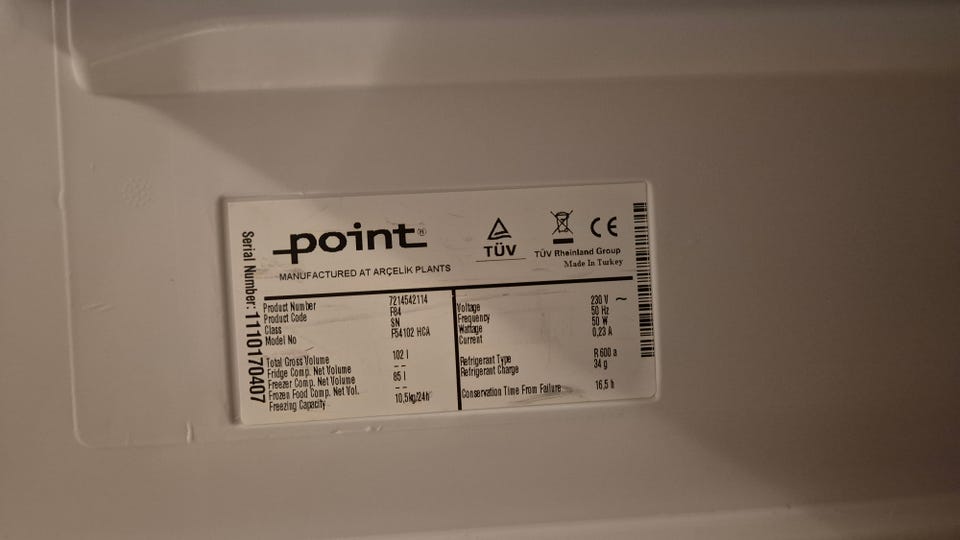 point®
MANUFACTURED AT ARÇELİK PLANTS
TÜV
TÜV Rheinland Group
CE
Made In Turkey
Serial Number: 1110170407
Product Number 7214542114
Product Code F84
Class SN
Model No F54102 HCA
Total Gross Volume 102 l
Fridge Comp. Net Volume --
Freezer Comp. Net Volume 85 l
Frozen Food Comp. Net Vol. --
Freezing Capacity 10,5kg/24h
Voltage 230 V ~
Frequency 50 Hz
Wattage 50 W
Current 0,23 A
Refrigerant Type R 600 a
Refrigerant Charge 34 g
Conservation Time From Failure 16,5 h